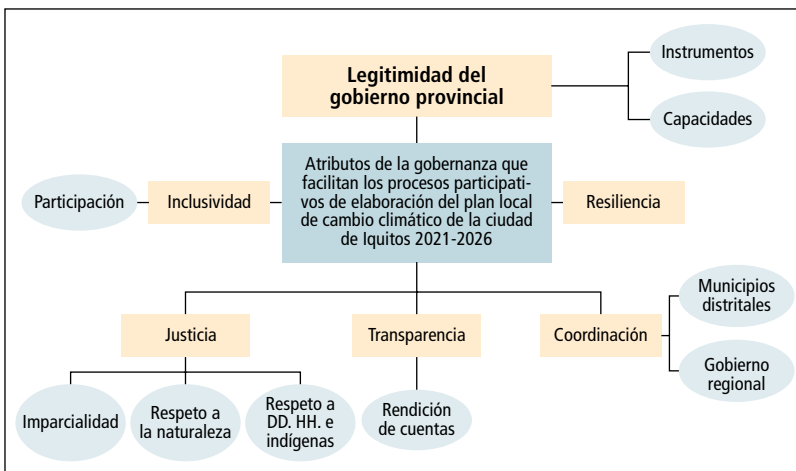 Legitimidad del
gobierno provincial
Instrumentos
Capacidades
Participación
Inclusividad
Atributos de la gobernanza que
facilitan los procesos participati-
vos de elaboración del plan local
de cambio climático de la ciudad
de Iquitos 2021-2026
Resiliencia
Justicia
Transparencia
Coordinación
Municipios
distritales
Gobierno
regional
Imparcialidad
Respeto a
la naturaleza
Respeto a
DD. HH. e
indígenas
Rendición
de cuentas